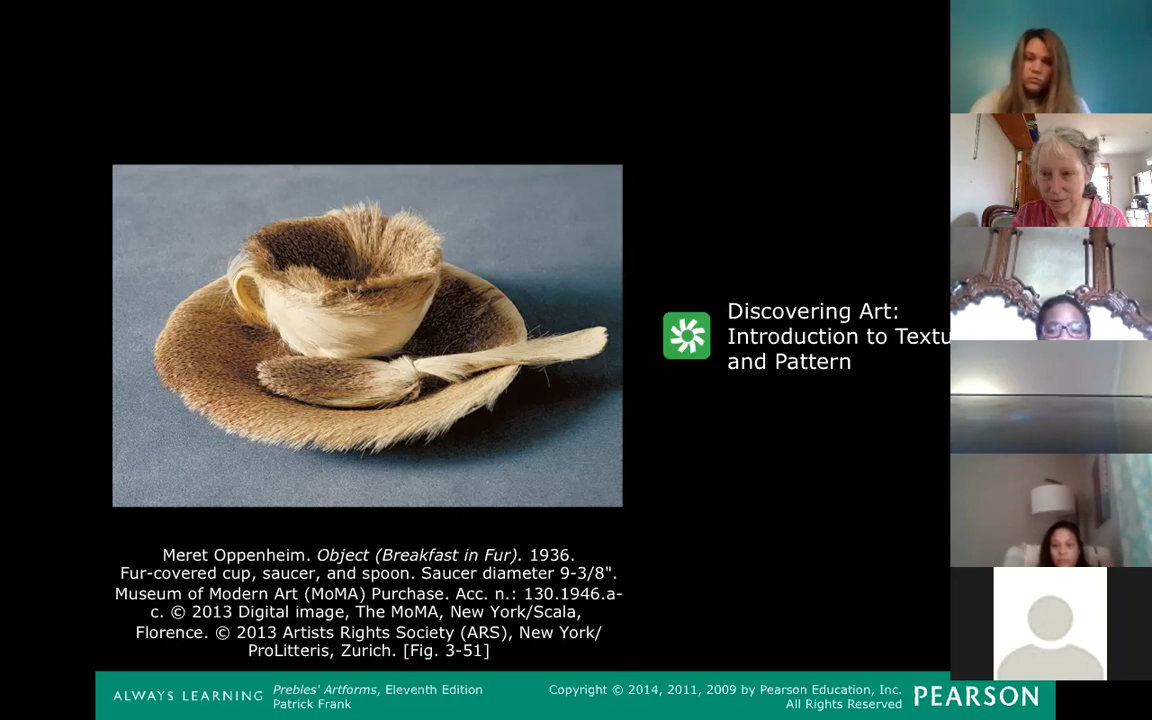 Discovering Art:
Introduction to Textu
and Pattern
Meret Oppenheim. Object (Breakfast in Fur). 1936.
Fur-covered cup, saucer, and spoon. Saucer diameter 9-3/8".
Museum of Modern Art (MoMA) Purchase. Acc. n.: 130.1946.a-
c. © 2013 Digital image, The MoMA, New York/Scala,
Florence. © 2013 Artists Rights Society (ARS), New York/
ProLitteris, Zurich. [Fig. 3-51]
ALWAYS LEARNING
Prebles' Artforms, Eleventh Edition
Patrick Frank
Copyright © 2014, 2011, 2009 by Pearson Education, Inc.
All Rights Reserved
PEARSON